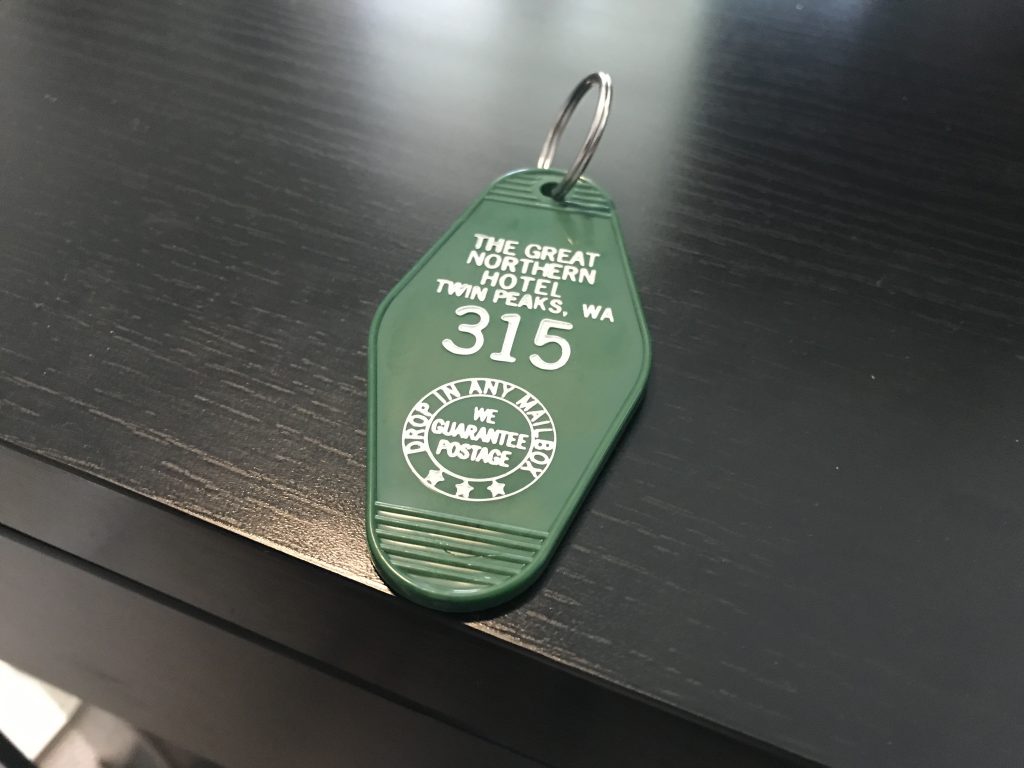 THE GREAT
NORTHERN
HOTEL
TWIN PEAKS, WA
315
DROP IN ANY MAILBOX
WE
GUARANTEE
POSTAGE